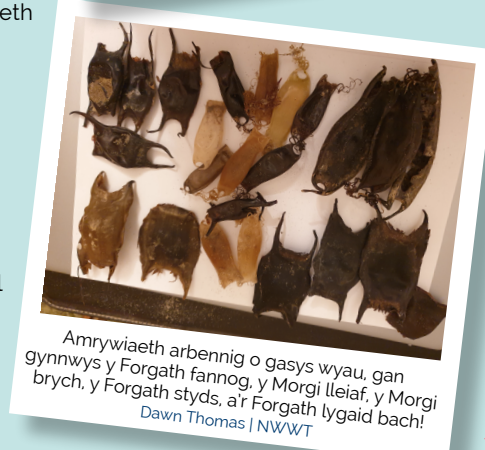 eth
Amrywiaeth arbennig o gasys wyau, gan
gynnwys y Forgath fannog, y Morgi lleiaf, y Morgi
brych, y Forgath styds, a'r Forgath lygaid bach!
Dawn Thomas | NWWT